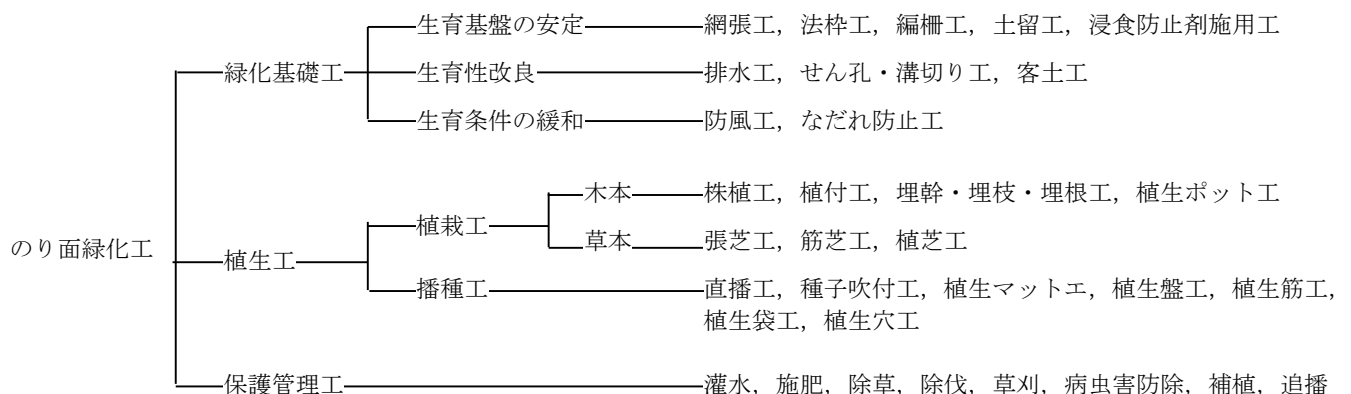 生育基盤の安定 網張工，法枠工，編柵工，土留工，浸食防止剤施用工
緑化基礎工 生育性改良 排水工，せん孔・溝切り工，客土工
生育条件の緩和 防風工，なだれ防止工
木本 株植工，植付工，埋幹・埋枝・埋根工，植生ポット工
植栽工
草本 張芝工，筋芝工，植芝工
のり面緑化工 植生工
播種工 直播工，種子吹付工，植生マットエ，植生盤工，植生筋工，
植生袋工，植生穴工
保護管理工 灌水，施肥，除草，除伐，草刈，病虫害防除，補植，追播